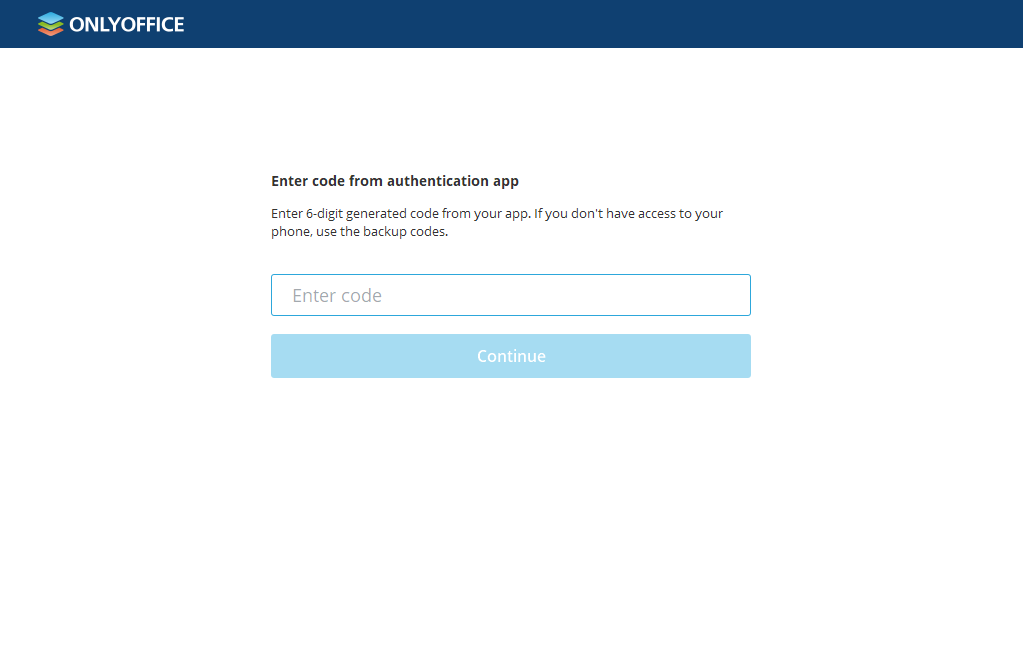 ONLYOFFICE
Enter code from authentication app
Enter 6-digit generated code from your app. If you don't have access to your
phone, use the backup codes.
Enter code
Continue